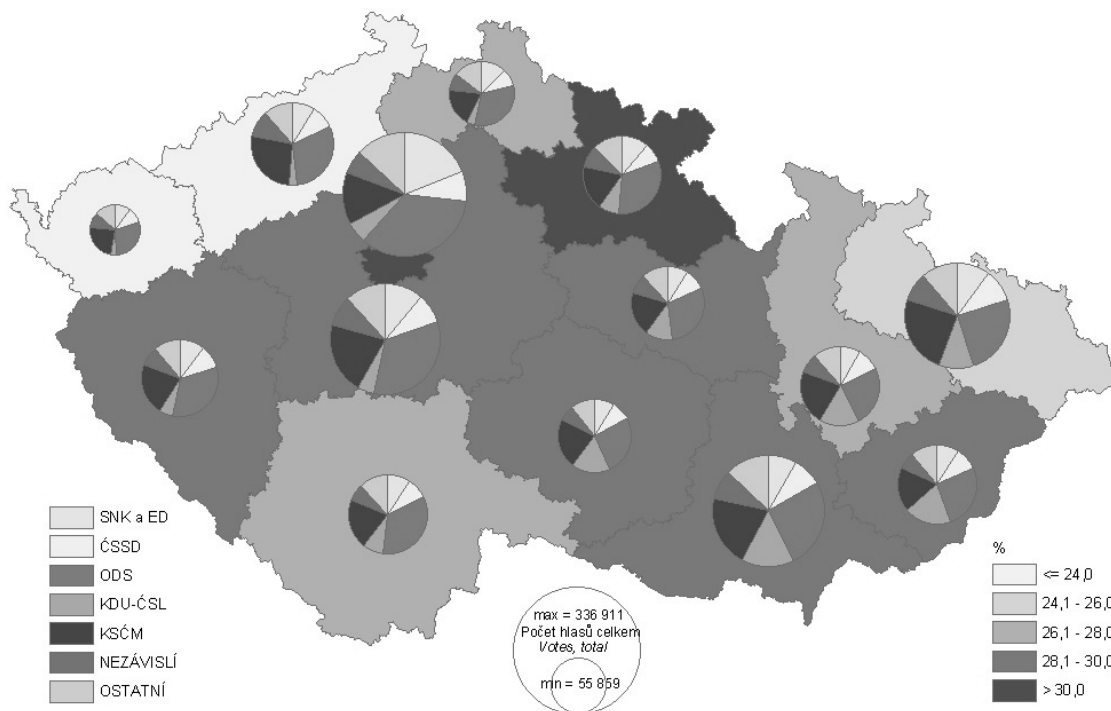 SNK a ED
ČSSD
ODS
KDU-ČSL
KSČM
NEZÁVISLÍ
OSTATNÍ
max = 336 911
Počet hlasů celkem
Votes, total
min = 55 859
%
<= 24,0
24,1 - 26,0
26,1 - 28,0
28,1 - 30,0
> 30,0